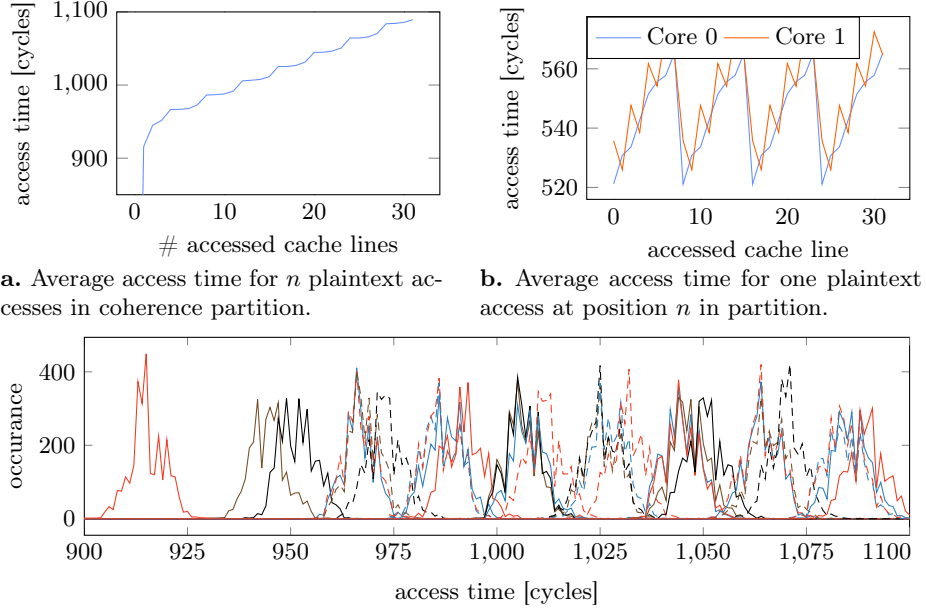 1,100
1,000
900
access time [cycles]
0 10 20 30
# accessed cache lines
Core 0 Core 1
560
540
520
access time [cycles]
0 10 20 30
accessed cache line
a. Average access time for n plaintext ac-
cesses in coherence partition.
b. Average access time for one plaintext
access at position n in partition.
400
200
0
occurance
900 925 950 975 1,000 1,025 1,050 1,075 1100
access time [cycles]